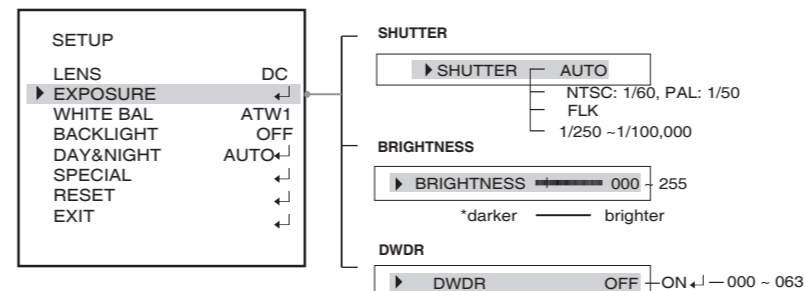 SETUP
LENS DC
EXPOSURE ↵
WHITE BAL ATW1
BACKLIGHT OFF
DAY&NIGHT AUTO↵
SPECIAL ↵
RESET ↵
EXIT ↵
SHUTTER
SHUTTER AUTO
NTSC: 1/60, PAL: 1/50
FLK
1/250 ~1/100,000
BRIGHTNESS
BRIGHTNESS 000 ~ 255
*darker brighter
DWDR
DWDR OFF ON↵ 000 ~ 063